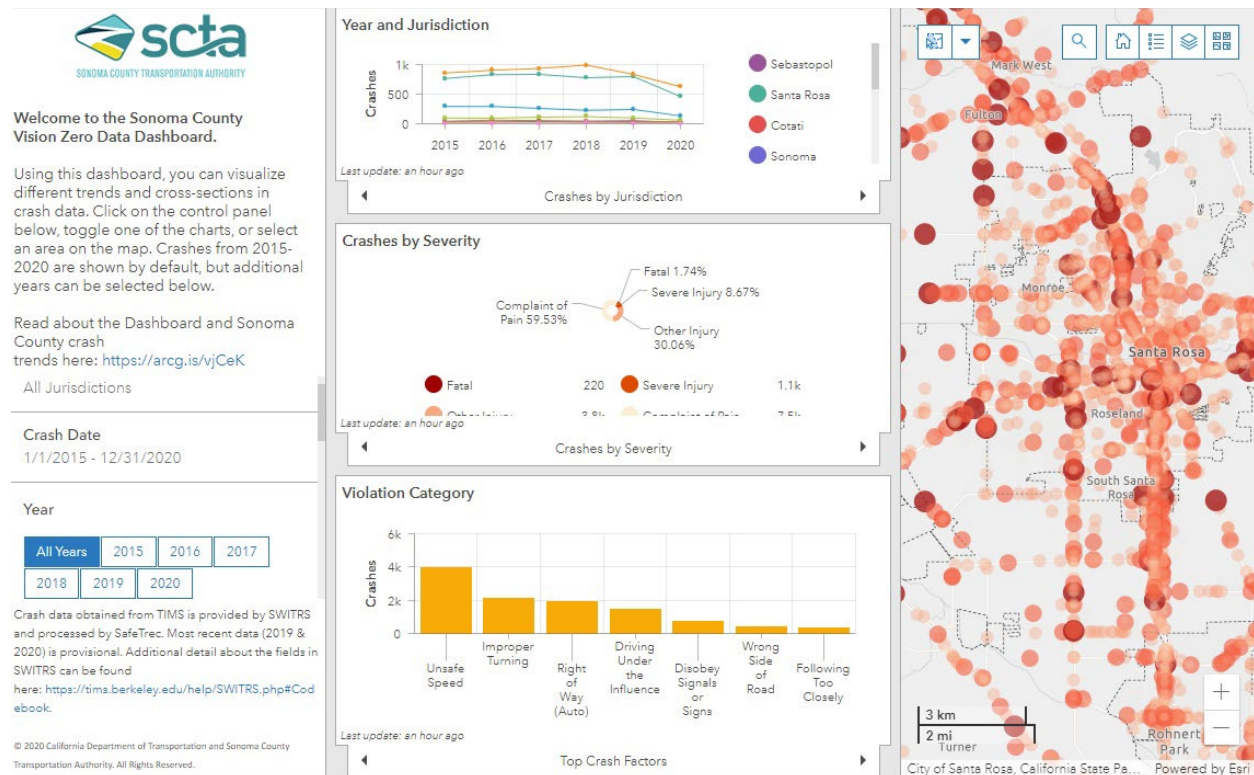 scta
SONOMA COUNTY TRANSPORTATION AUTHORITY
Welcome to the Sonoma County
Vision Zero Data Dashboard.
Using this dashboard, you can visualize
different trends and cross-sections in
crash data. Click on the control panel
below, toggle one of the charts, or select
an area on the map. Crashes from 2015-
2020 are shown by default, but additional
years can be selected below.
Read about the Dashboard and Sonoma
County crash
trends here: https://arcg.is/vjCeK
All Jurisdictions
Crash Date
1/1/2015 - 12/31/2020
Year
All Years 2015 2016 2017
2018 2019 2020
Crash data obtained from TIMS is provided by SWITRS
and processed by SafeTrec. Most recent data (2019 &
2020) is provisional. Additional detail about the fields in
SWITRS can be found
here: https://tims.berkeley.edu/help/SWITRS.php#Cod
ebook.
© 2020 California Department of Transportation and Sonoma County
Transportation Authority. All Rights Reserved.
Year and Jurisdiction
Crashes
1k
500
0
2015 2016 2017 2018 2019 2020
Sebastopol
Santa Rosa
Cotati
Sonoma
Last update: an hour ago
Crashes by Jurisdiction
Crashes by Severity
Fatal 1.74%
Severe Injury 8.67%
Complaint of
Pain 59.53%
Other Injury
30.06%
Fatal 220 Severe Injury 1.1k
Other Injury 3.8k Complaint of Pain 7.5k
Last update: an hour ago
Crashes by Severity
Violation Category
Crashes
6k
4k
2k
0
Unsafe
Speed
Improper
Turning
Right
of
Way
(Auto)
Driving
Under
the
Influence
Disobey
Signals
or
Signs
Wrong
Side
of
Road
Following
Too
Closely
Last update: an hour ago
Top Crash Factors
Mark West
Fulton
Monroe
Santa Rosa
Roseland
South Santa
Rosa
3 km
2 mi
Turner
Rohnert
Park
+
−
City of Santa Rosa, California State Pa... Powered by Esri